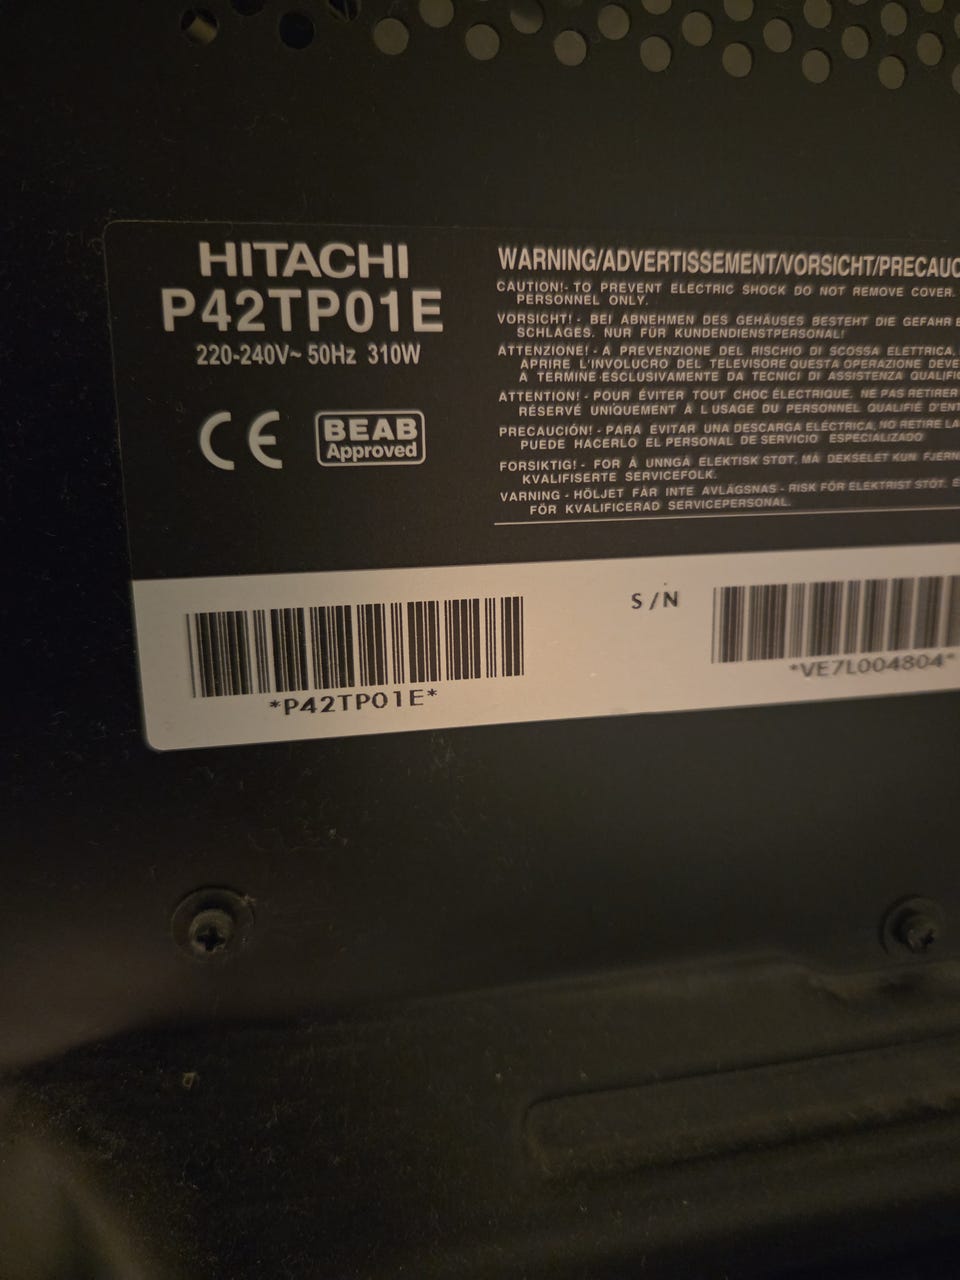 HITACHI
P42TP01E
220-240V~ 50Hz 310W
CE
BEAB
Approved
WARNING/ADVERTISSEMENT/VORSICHT/PRECAUC
CAUTION!- TO PREVENT ELECTRIC SHOCK DO NOT REMOVE COVER.
PERSONNEL ONLY.
VORSICHT! - BEI ABNEHMEN DES GEHÄUSES BESTEHT DIE GEFAHR
SCHLAGES. NUR FÜR KUNDENDIENSTPERSONAL!
ATTENZIONE! - A PREVENZIONE DEL RISCHIO DI SCOSSA ELETTRICA,
APRIRE L'INVOLUCRO DEL TELEVISORE QUESTA OPERAZIONE DEVE
A TERMINE ESCLUSIVAMENTE DA TECNICI DI ASSISTENZA QUALIFIC
ATTENTION! - POUR ÉVITER TOUT CHOC ÉLECTRIQUE, NE PAS RETIRER
RÉSERVÉ UNIQUEMENT À L USAGE DU PERSONNEL QUALIFIÉ D'ENT
PRECAUCIÓN! - PARA EVITAR UNA DESCARGA ELÉCTRICA, NO RETIRE LA
PUEDE HACERLO EL PERSONAL DE SERVICIO ESPECIALIZADO
FORSIKTIG! - FOR Å UNNGÅ ELEKTISK STØT, MÅ DEKSELET KUN FJERN
KVALIFISERTE SERVICEFOLK.
VARNING - HÖLJET FÅR INTE AVLÄGSNAS - RISK FÖR ELEKTRIST STÖT.
FÖR KVALIFICERAD SERVICEPERSONAL.
S/N
*P42TP01E*
*VE7L004804*